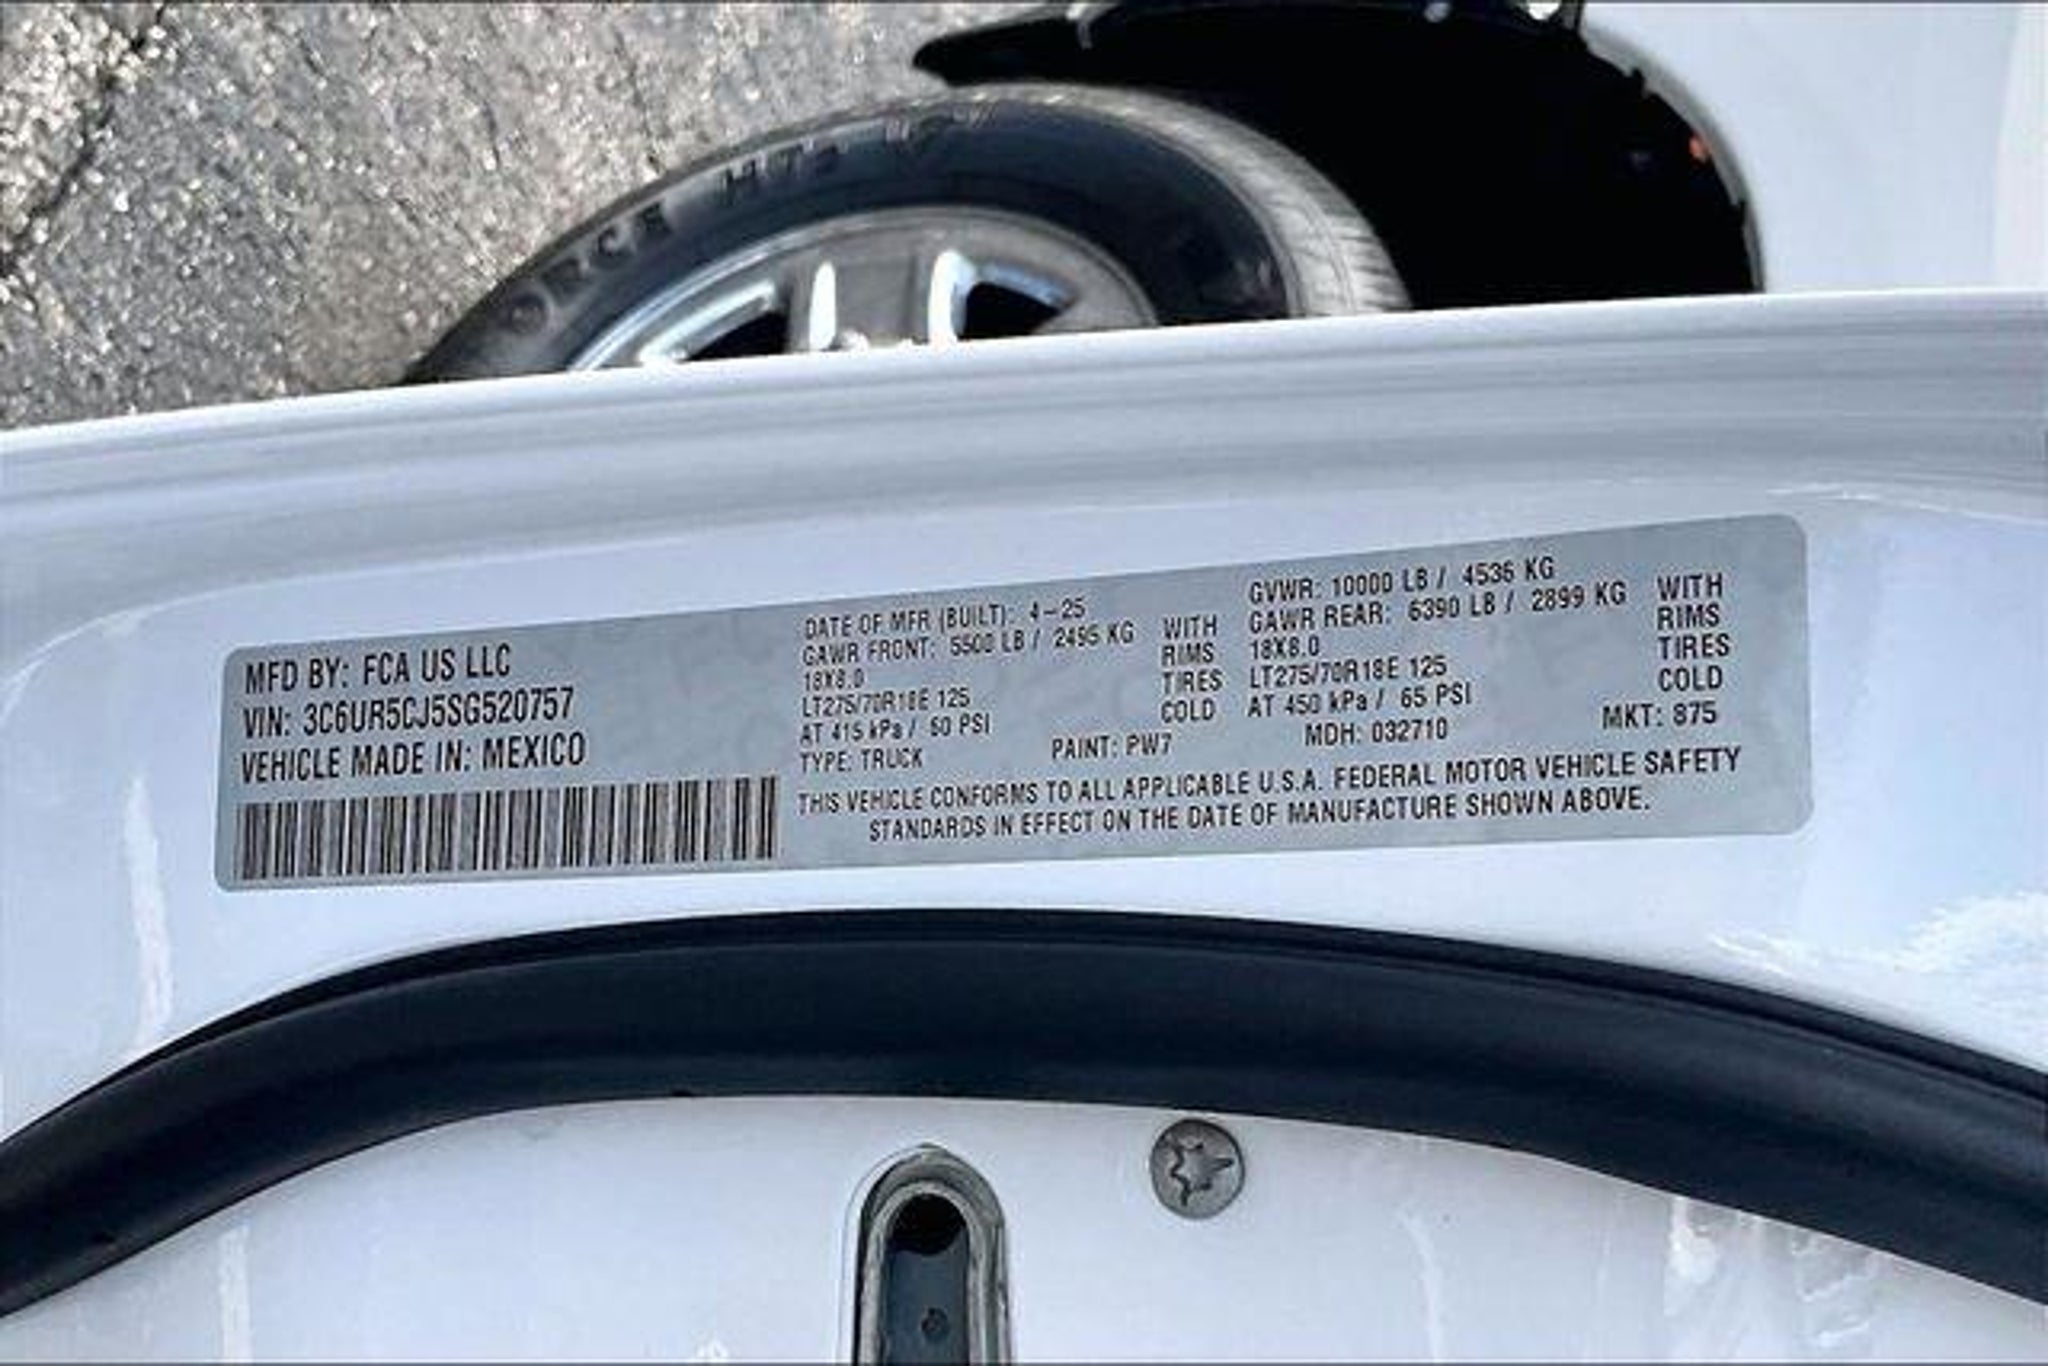 ORCE HT2
MFD BY: FCA US LLC
VIN: 3C6UR5CJ5SG520757
VEHICLE MADE IN: MEXICO
DATE OF MFR (BUILT): 4-25
GAWR FRONT: 5500 LB / 2495 KG WITH
18X8.0 RIMS
LT275/70R18E 125 TIRES
AT 415 kPa / 60 PSI COLD
TYPE: TRUCK PAINT: PW7
GVWR: 10000 LB / 4536 KG
GAWR REAR: 6390 LB / 2899 KG WITH
18X8.0 RIMS
LT275/70R18E 125 TIRES
AT 450 kPa / 65 PSI COLD
MDH: 032710 MKT: 875
THIS VEHICLE CONFORMS TO ALL APPLICABLE U.S.A. FEDERAL MOTOR VEHICLE SAFETY
STANDARDS IN EFFECT ON THE DATE OF MANUFACTURE SHOWN ABOVE.